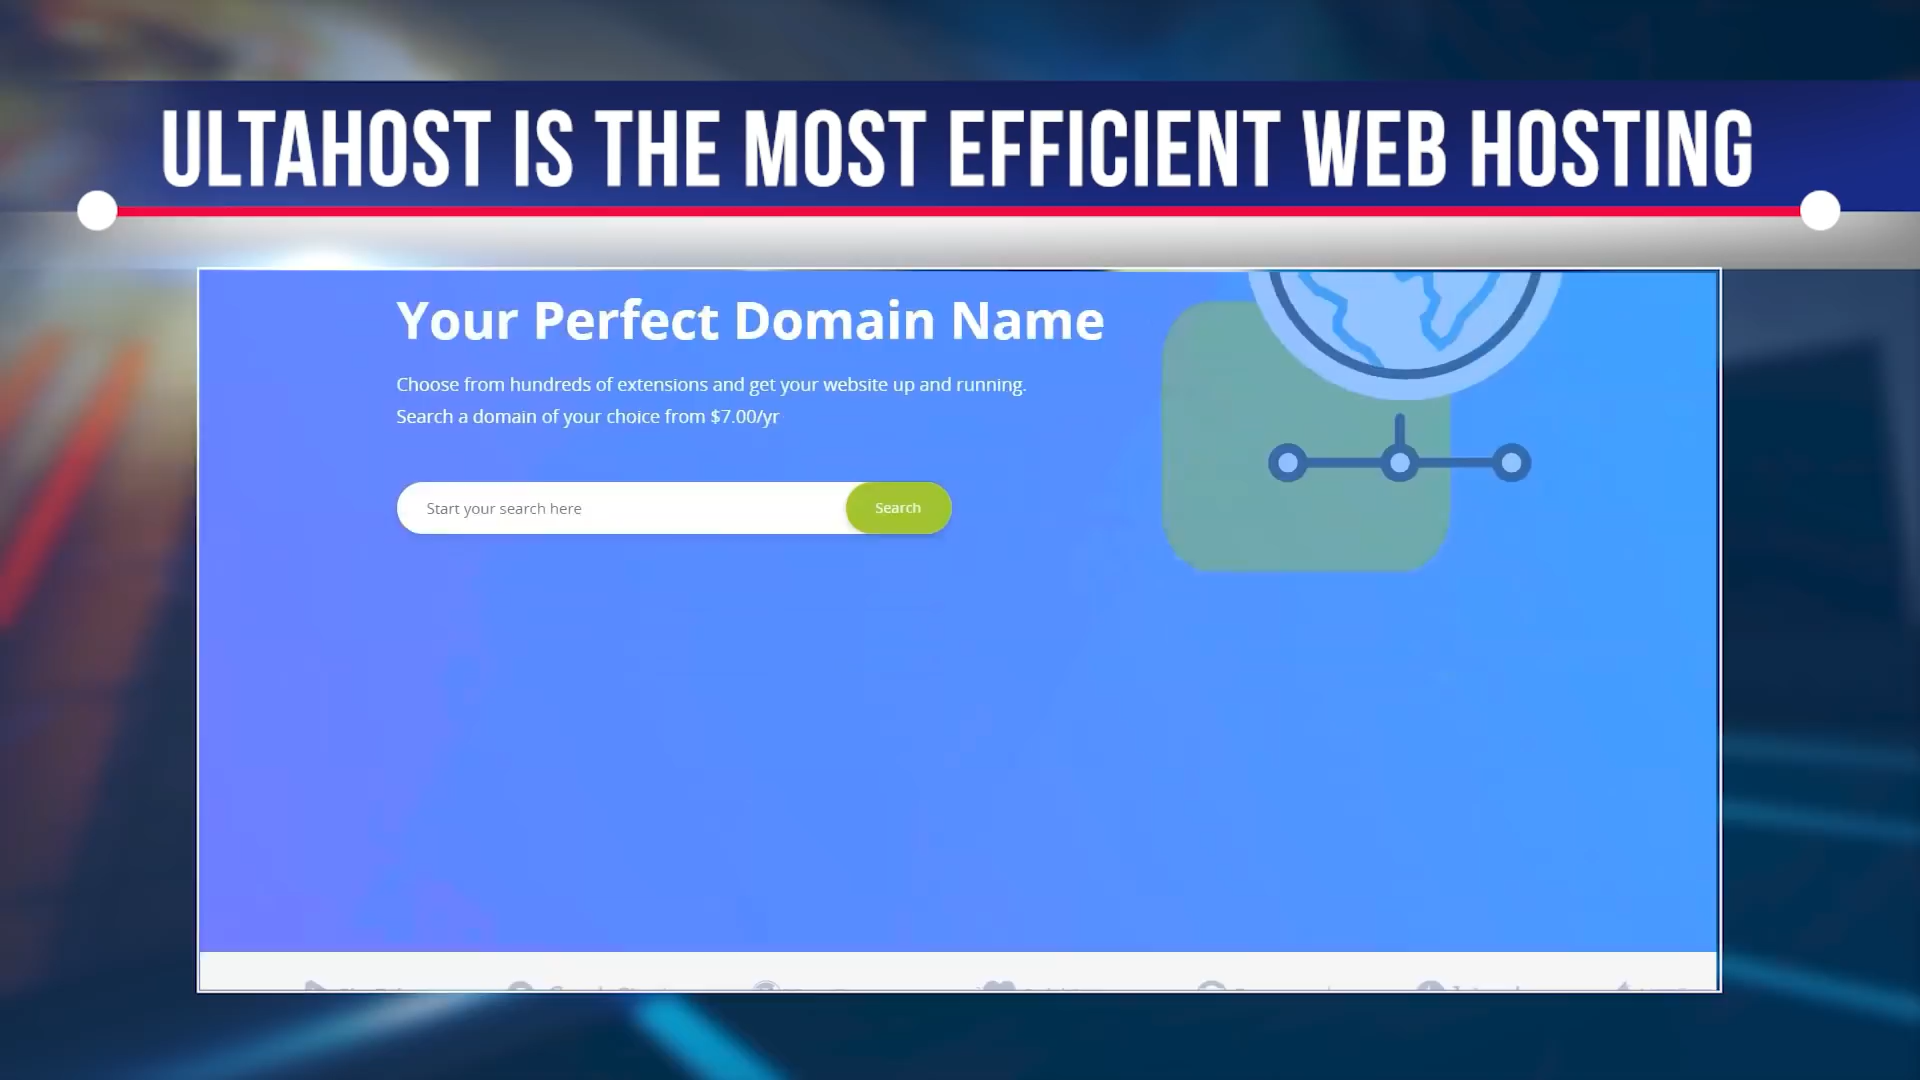 ULTAHOST IS THE MOST EFFICIENT WEB HOSTING
Your Perfect Domain Name
Choose from hundreds of extensions and get your website up and running.
Search a domain of your choice from $7.00/yr
Start your search here
Search